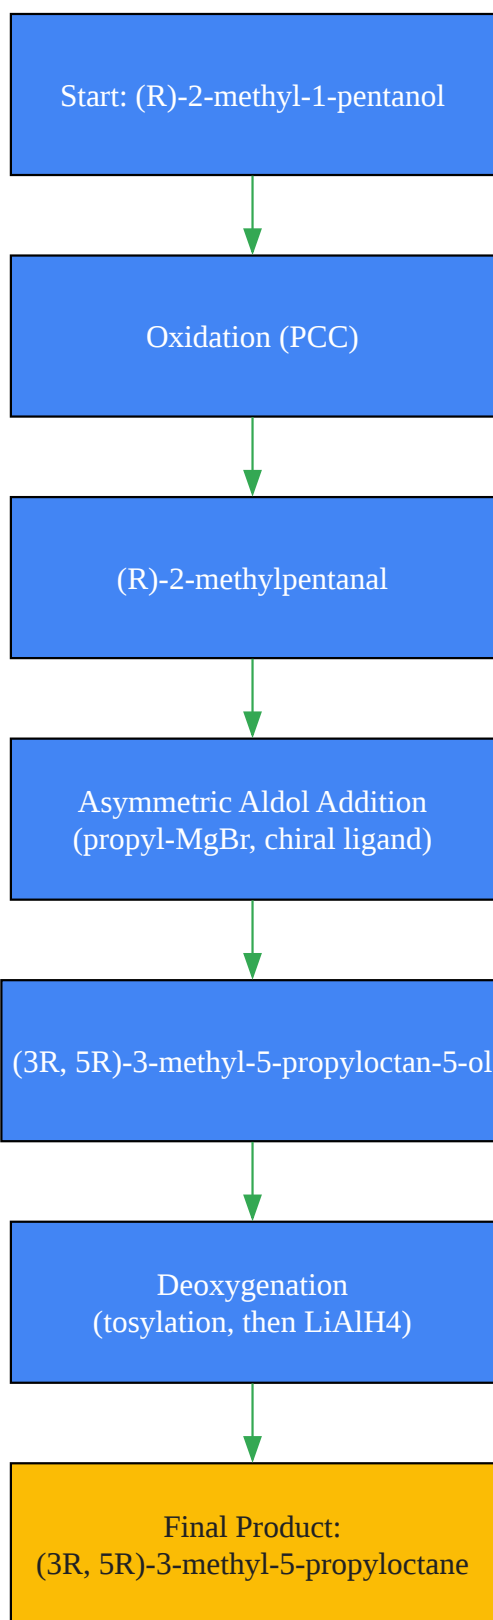 Start: (R)-2-methyl-1-pentanol
Oxidation (PCC)
(R)-2-methylpentanal
Asymmetric Aldol Addition
(propyl-MgBr, chiral ligand)
(3R, 5R)-3-methyl-5-propyloctan-5-ol
Deoxygenation
(tosylation, then LiAlH4)
Final Product:
(3R, 5R)-3-methyl-5-propyloctane